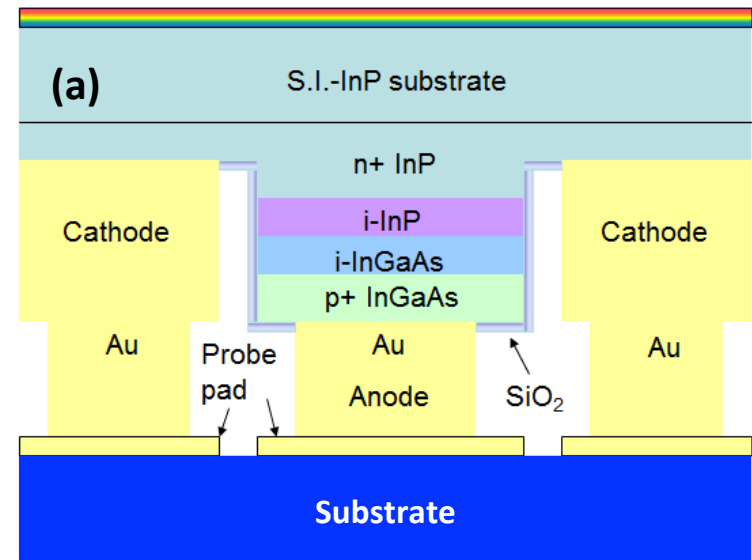 (a)
S.I.-InP substrate
n+ InP
i-InP
i-InGaAs
p+ InGaAs
Cathode
Cathode
Au
Probe
pad
Au
Anode
SiO₂
Au
Substrate